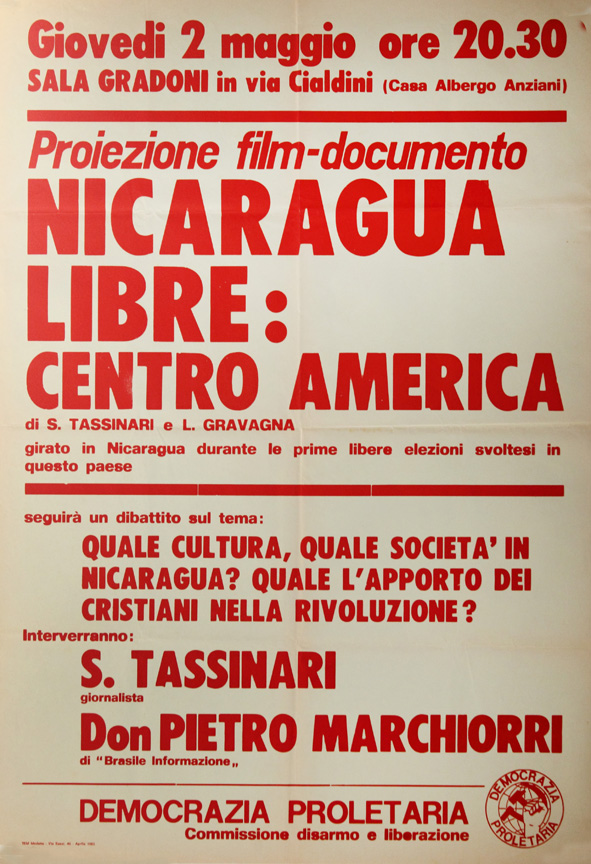 Giovedi 2 maggio ore 20.30
SALA GRADONI in via Cialdini (Casa Albergo Anziani)
Proiezione film-documento
NICARAGUA
LIBRE:
CENTRO AMERICA
di S. TASSINARI e L. GRAVAGNA
girato in Nicaragua durante le prime libere elezioni svoltesi in
questo paese
seguirà un dibattito sul tema:
QUALE CULTURA, QUALE SOCIETA' IN
NICARAGUA? QUALE L'APPORTO DEI
CRISTIANI NELLA RIVOLUZIONE?
Interverranno:
S. TASSINARI
giornalista
Don PIETRO MARCHIORRI
di "Brasile Informazione„
DEMOCRAZIA PROLETARIA
Commissione disarmo e liberazione
DEMOCRAZIA
PROLETARIA